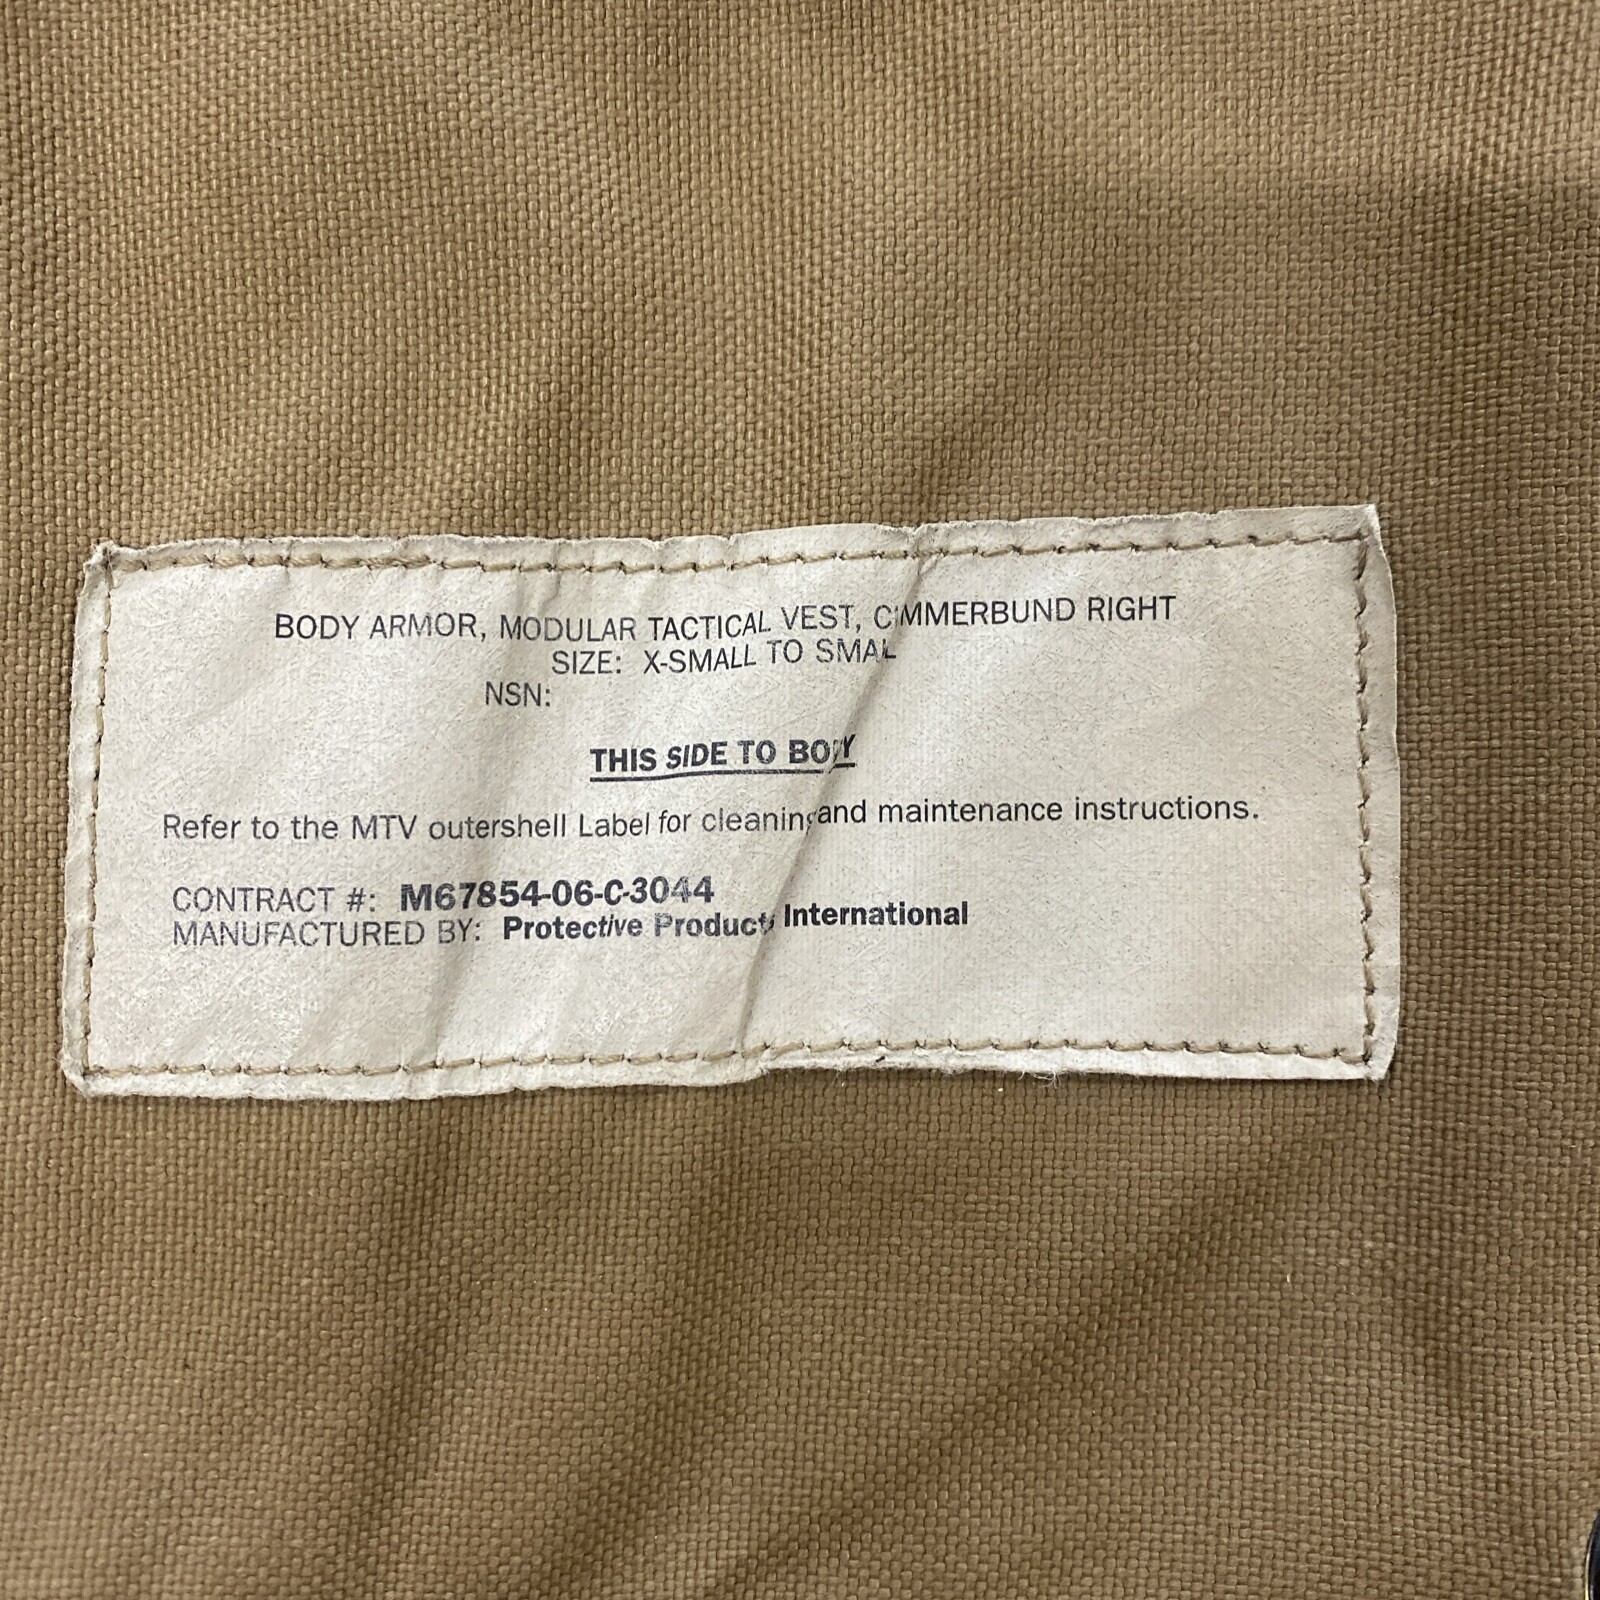 BODY ARMOR, MODULAR TACTICAL VEST, CIMMERBUND RIGHT
SIZE: X-SMALL TO SMALL
NSN:
THIS SIDE TO BODY
Refer to the MTV outershell Label for cleaning and maintenance instructions.
CONTRACT #: M67854-06-C-3044
MANUFACTURED BY: Protective Products International